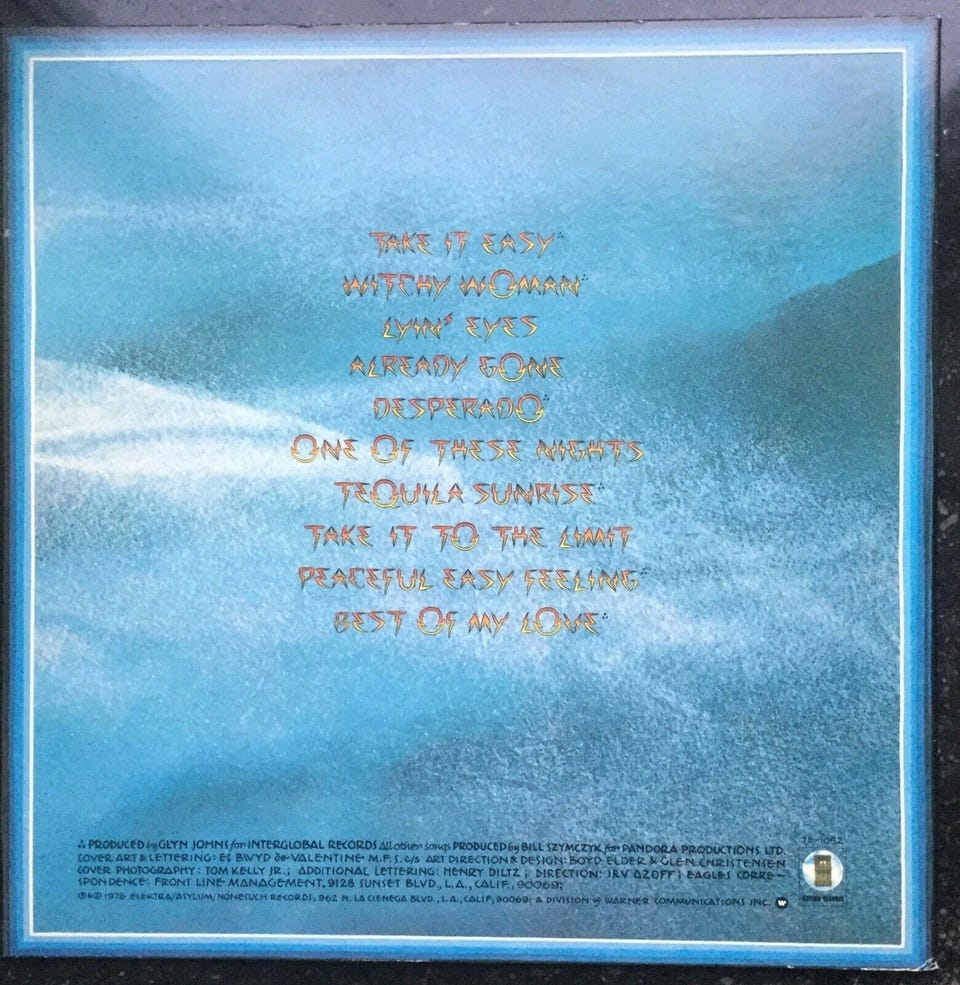 TAKE IT EASY∴
WITCHY WOMAN∴
LYIN' EYES
ALREADY GONE
DESPERADO∴
ONE OF THESE NIGHTS
TEQUILA SUNRISE∴
TAKE IT TO THE LIMIT
PEACEFUL EASY FEELING∴
BEST OF MY LOVE∴
∴ PRODUCED by GLYN JOHNS for INTERGLOBAL RECORDS All other songs PRODUCED by BILL SZYMCZYK for PANDORA PRODUCTIONS LTD.
COVER ART & LETTERING: EL BWYD de VALENTINE M.F.S. c/s ART DIRECTION & DESIGN: BOYD ELDER & GLEN CHRISTENSEN
COVER PHOTOGRAPHY: TOM KELLY JR.; ADDITIONAL LETTERING: HENRY DILTZ; DIRECTION: IRV AZOFF; EAGLES CORRE-
SPONDENCE: FRONT LINE MANAGEMENT, 9128 SUNSET BLVD., L.A., CALIF., 90069;
℗&© 1976 ELEKTRA/ASYLUM/NONESUCH RECORDS, 962 N. LA CIENEGA BLVD., L.A., CALIF, 90069; A DIVISION of WARNER COMMUNICATIONS INC.
ASYLUM RECORDS